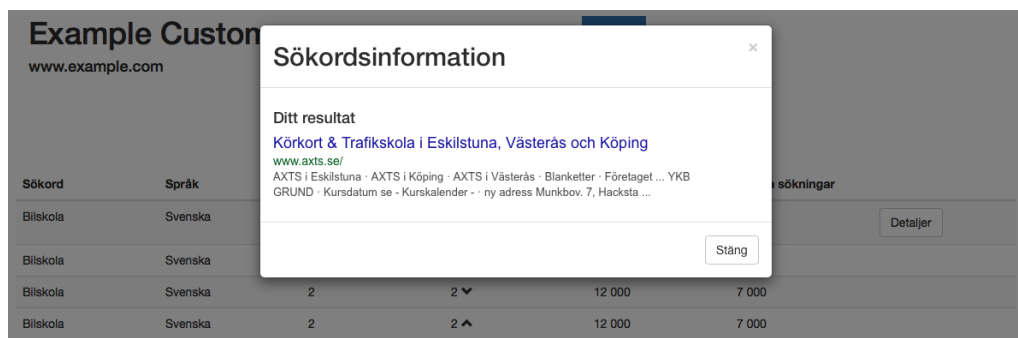 Example Custom
www.example.com
Sökordsinformation
×
Ditt resultat
Körkort & Trafikskola i Eskilstuna, Västerås och Köping
www.axts.se/
AXTS i Eskilstuna · AXTS i Köping · AXTS i Västerås · Blanketter · Företaget ... YKB
GRUND · Kursdatum se - Kurskalender - · ny adress Munkbov. 7, Hacksta ...
Stäng
Sökord Språk sökningar
Bilskola Svenska Detaljer
Bilskola Svenska
Bilskola Svenska 2 2 12 000 7 000
Bilskola Svenska 2 2 12 000 7 000